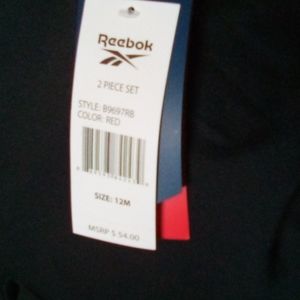 Reebok
2 PIECE SET
STYLE: B9697RB
COLOR: RED
SIZE: 12M
MSRP $ 54.00